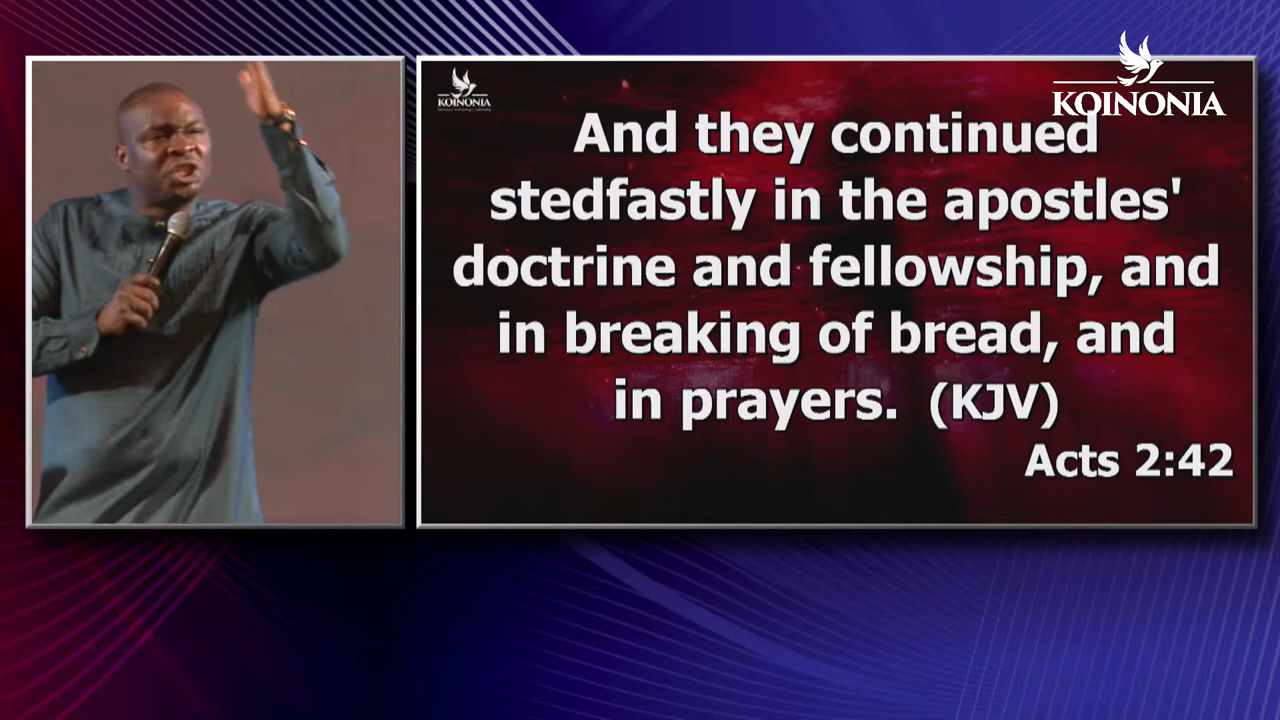 KOINONIA
KOINONIA
And they continued
stedfastly in the apostles'
doctrine and fellowship, and
in breaking of bread, and
in prayers. (KJV)
Acts 2:42